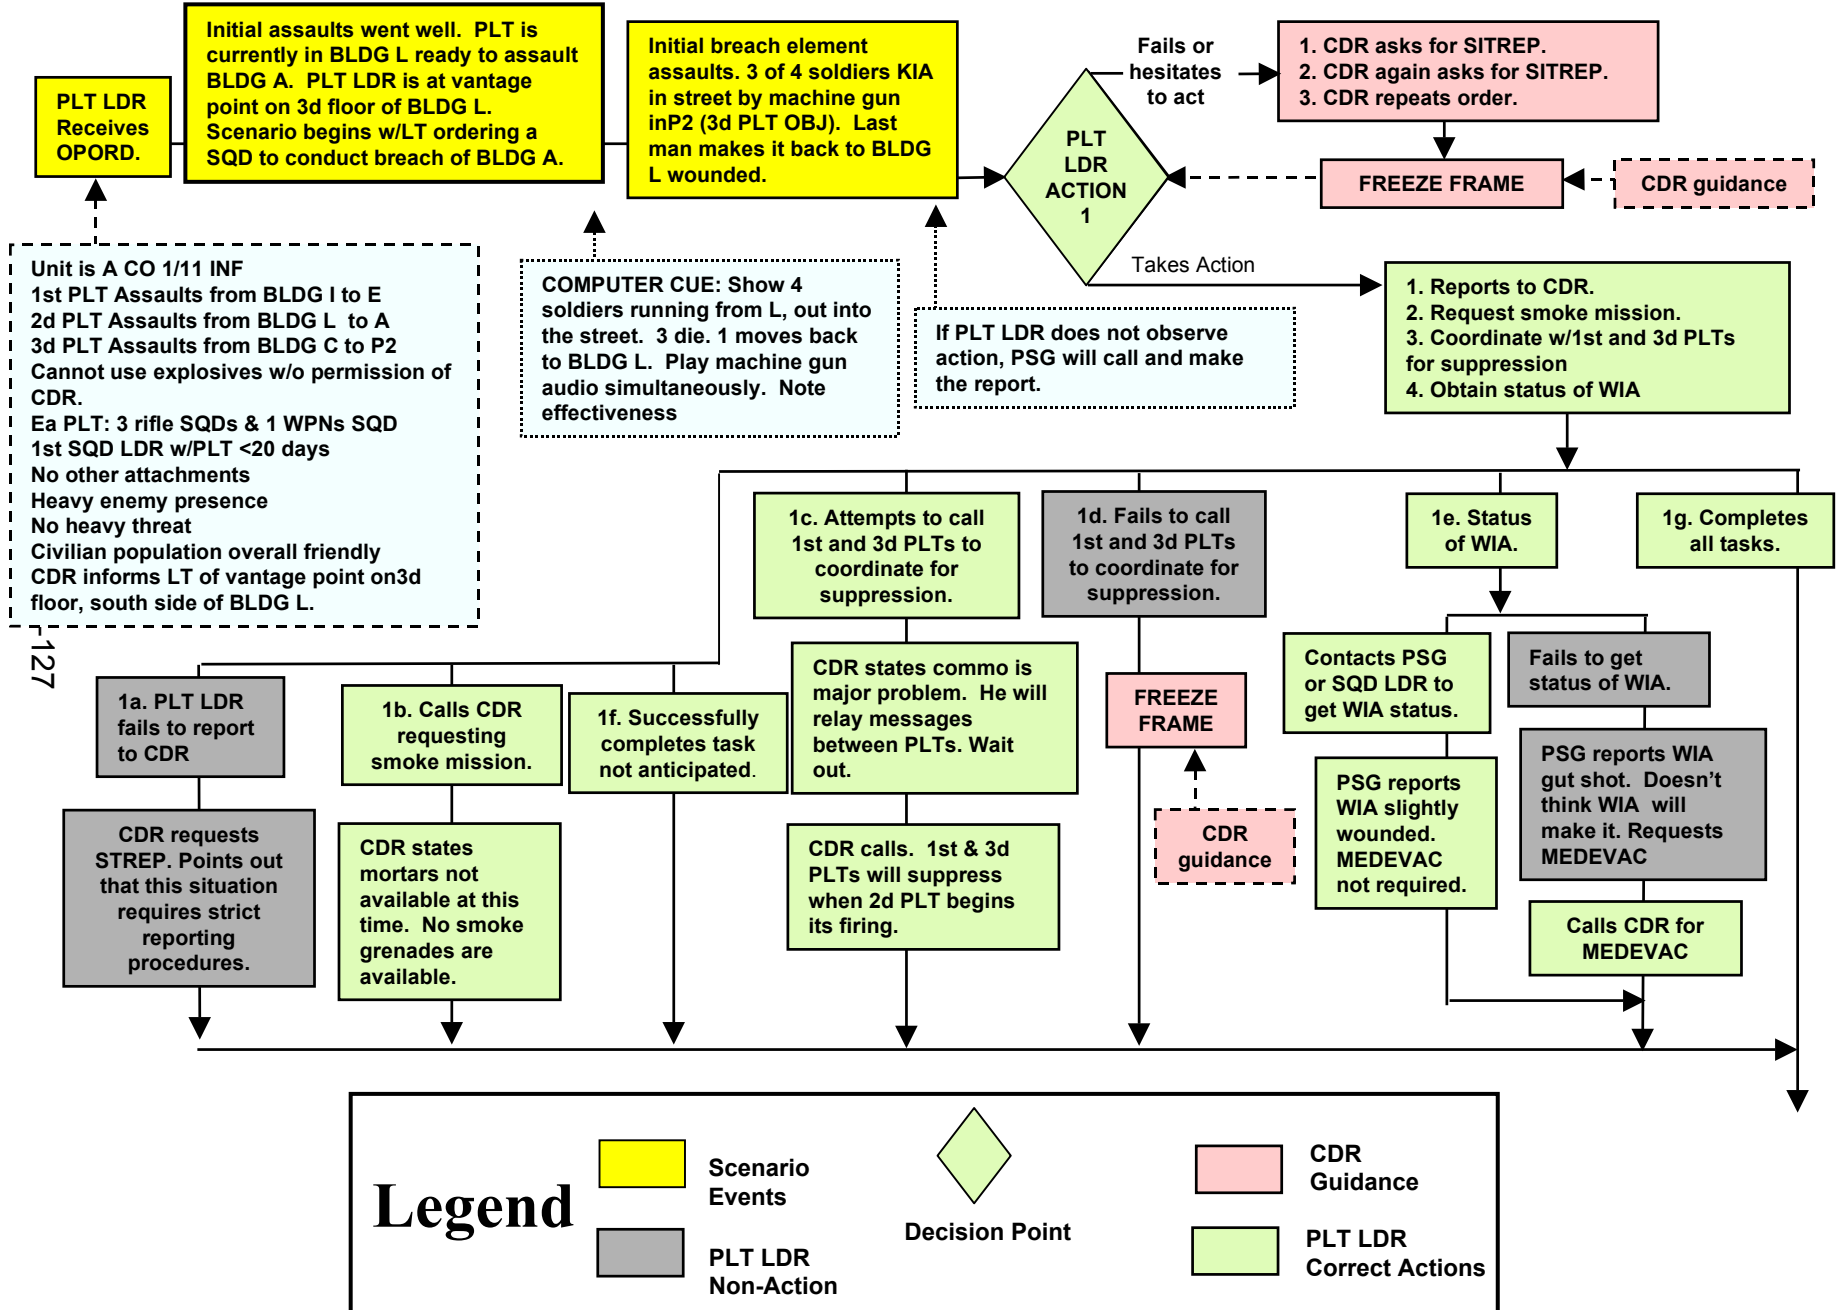 PLT LDR
Receives
OPORD.
Initial assaults went well. PLT is
currently in BLDG L ready to assault
BLDG A. PLT LDR is at vantage
point on 3d floor of BLDG L.
Scenario begins w/LT ordering a
SQD to conduct breach of BLDG A.
Initial breach element
assaults. 3 of 4 soldiers KIA
in street by machine gun
inP2 (3d PLT OBJ). Last
man makes it back to BLDG
L wounded.
PLT
LDR
ACTION
1
Fails or
hesitates
to act
1. CDR asks for SITREP.
2. CDR again asks for SITREP.
3. CDR repeats order.
FREEZE FRAME
CDR guidance
Takes Action
1. Reports to CDR.
2. Request smoke mission.
3. Coordinate w/1st and 3d PLTs
for suppression
4. Obtain status of WIA
Unit is A CO 1/11 INF
1st PLT Assaults from BLDG I to E
2d PLT Assaults from BLDG L to A
3d PLT Assaults from BLDG C to P2
Cannot use explosives w/o permission of
CDR.
Ea PLT: 3 rifle SQDs & 1 WPNs SQD
1st SQD LDR w/PLT <20 days
No other attachments
Heavy enemy presence
No heavy threat
Civilian population overall friendly
CDR informs LT of vantage point on3d
floor, south side of BLDG L.
COMPUTER CUE: Show 4
soldiers running from L, out into
the street. 3 die. 1 moves back
to BLDG L. Play machine gun
audio simultaneously. Note
effectiveness
If PLT LDR does not observe
action, PSG will call and make
the report.
127
1a. PLT LDR
fails to report
to CDR
CDR requests
STREP. Points out
that this situation
requires strict
reporting
procedures.
1b. Calls CDR
requesting
smoke mission.
CDR states
mortars not
available at this
time. No smoke
grenades are
available.
1f. Successfully
completes task
not anticipated.
1c. Attempts to call
1st and 3d PLTs to
coordinate for
suppression.
CDR states commo is
major problem. He will
relay messages
between PLTs. Wait
out.
CDR calls. 1st & 3d
PLTs will suppress
when 2d PLT begins
its firing.
1d. Fails to call
1st and 3d PLTs
to coordinate for
suppression.
FREEZE
FRAME
CDR
guidance
1e. Status
of WIA.
Contacts PSG
or SQD LDR to
get WIA status.
PSG reports
WIA slightly
wounded.
MEDEVAC
not required.
Fails to get
status of WIA.
PSG reports WIA
gut shot. Doesn't
think WIA will
make it. Requests
MEDEVAC
Calls CDR for
MEDEVAC
1g. Completes
all tasks.
Legend
Scenario
Events
PLT LDR
Non-Action
Decision Point
CDR
Guidance
PLT LDR
Correct Actions